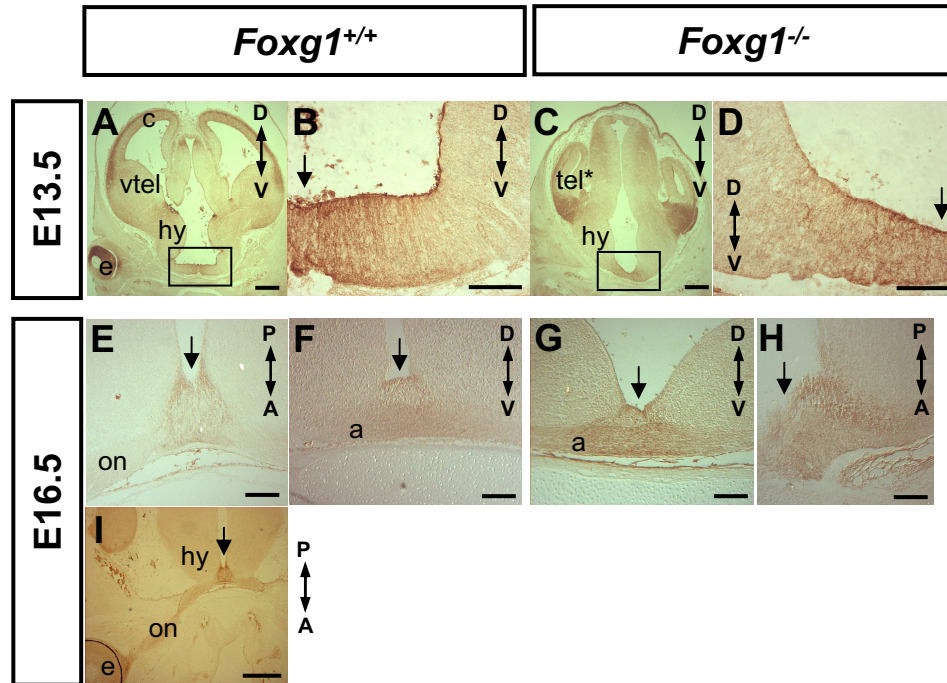 Foxg1+/+
Foxg1-/-
E13.5
A
c
D
V
vtel
hy
e
B
D
V
C
D
V
tel*
hy
D
D
V
E16.5
E
P
A
on
F
D
V
a
G
D
V
a
H
P
A
I
hy
on
e
P
A